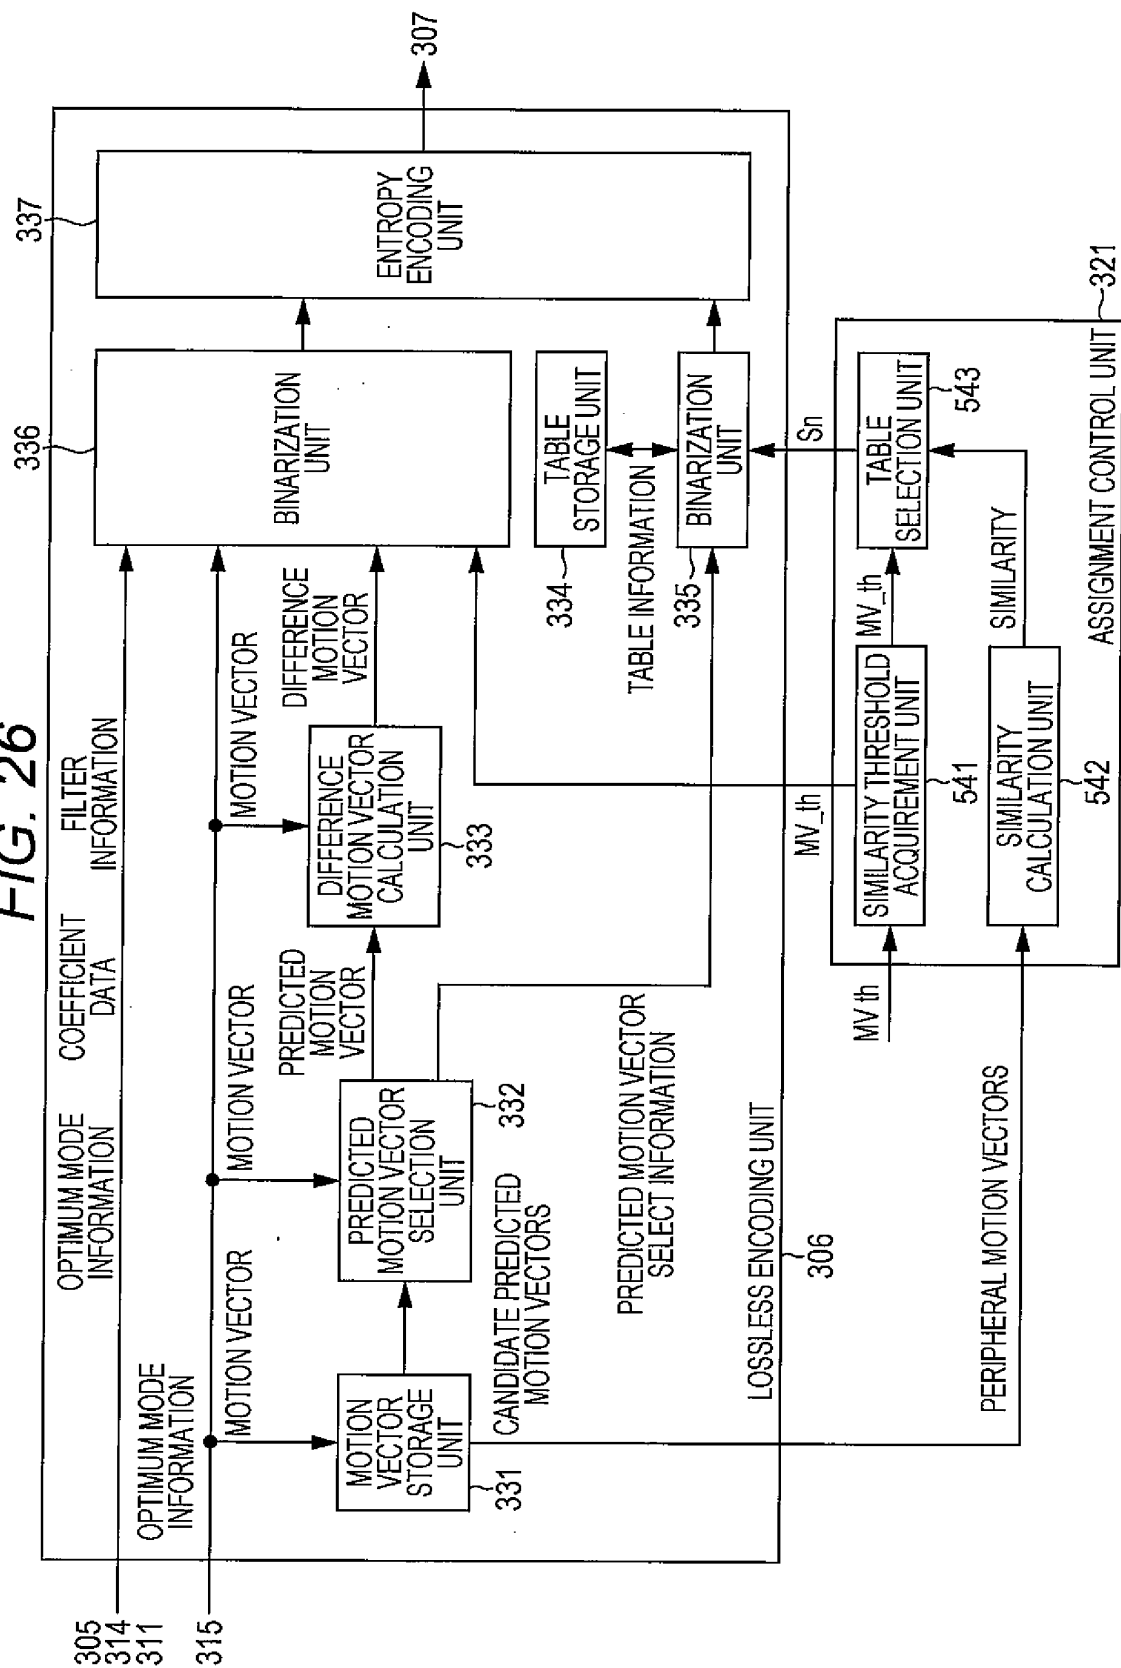 FIG. 26
305
314
311
315
OPTIMUM MODE
INFORMATION
COEFFICIENT
DATA
FILTER
INFORMATION
OPTIMUM MODE
INFORMATION
MOTION VECTOR
MOTION VECTOR
MOTION VECTOR
MOTION
VECTOR
STORAGE
UNIT
331
CANDIDATE PREDICTED
MOTION VECTORS
PREDICTED
MOTION VECTOR
SELECTION
UNIT
332
PREDICTED
MOTION
VECTOR
DIFFERENCE
MOTION VECTOR
CALCULATION
UNIT
333
DIFFERENCE
MOTION
VECTOR
336
BINARIZATION
UNIT
337
ENTROPY
ENCODING
UNIT
307
TABLE
STORAGE UNIT
334
TABLE INFORMATION
BINARIZATION
UNIT
335
PREDICTED MOTION VECTOR
SELECT INFORMATION
LOSSLESS ENCODING UNIT
306
MV_th
Sn
MV th
SIMILARITY THRESHOLD
ACQUIREMENT UNIT
541
MV_th
TABLE
SELECTION UNIT
543
PERIPHERAL MOTION VECTORS
SIMILARITY
CALCULATION UNIT
542
SIMILARITY
ASSIGNMENT CONTROL UNIT
321